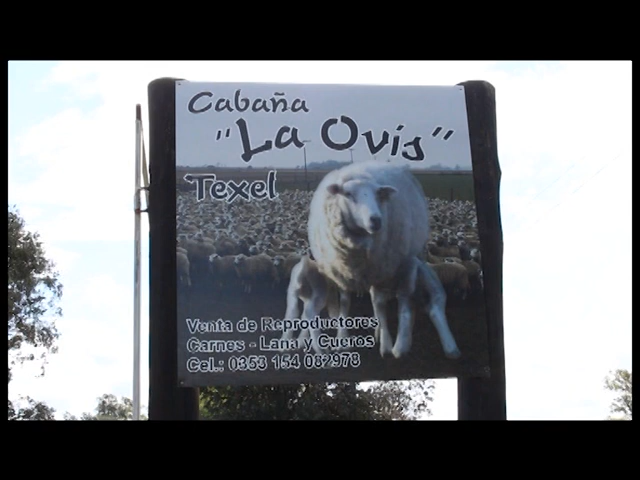 Cabaña
"La Ovis"
Texel
Venta de Reproductores
Carnes - Lana y Cueros
Cel.: 0353 154 082978